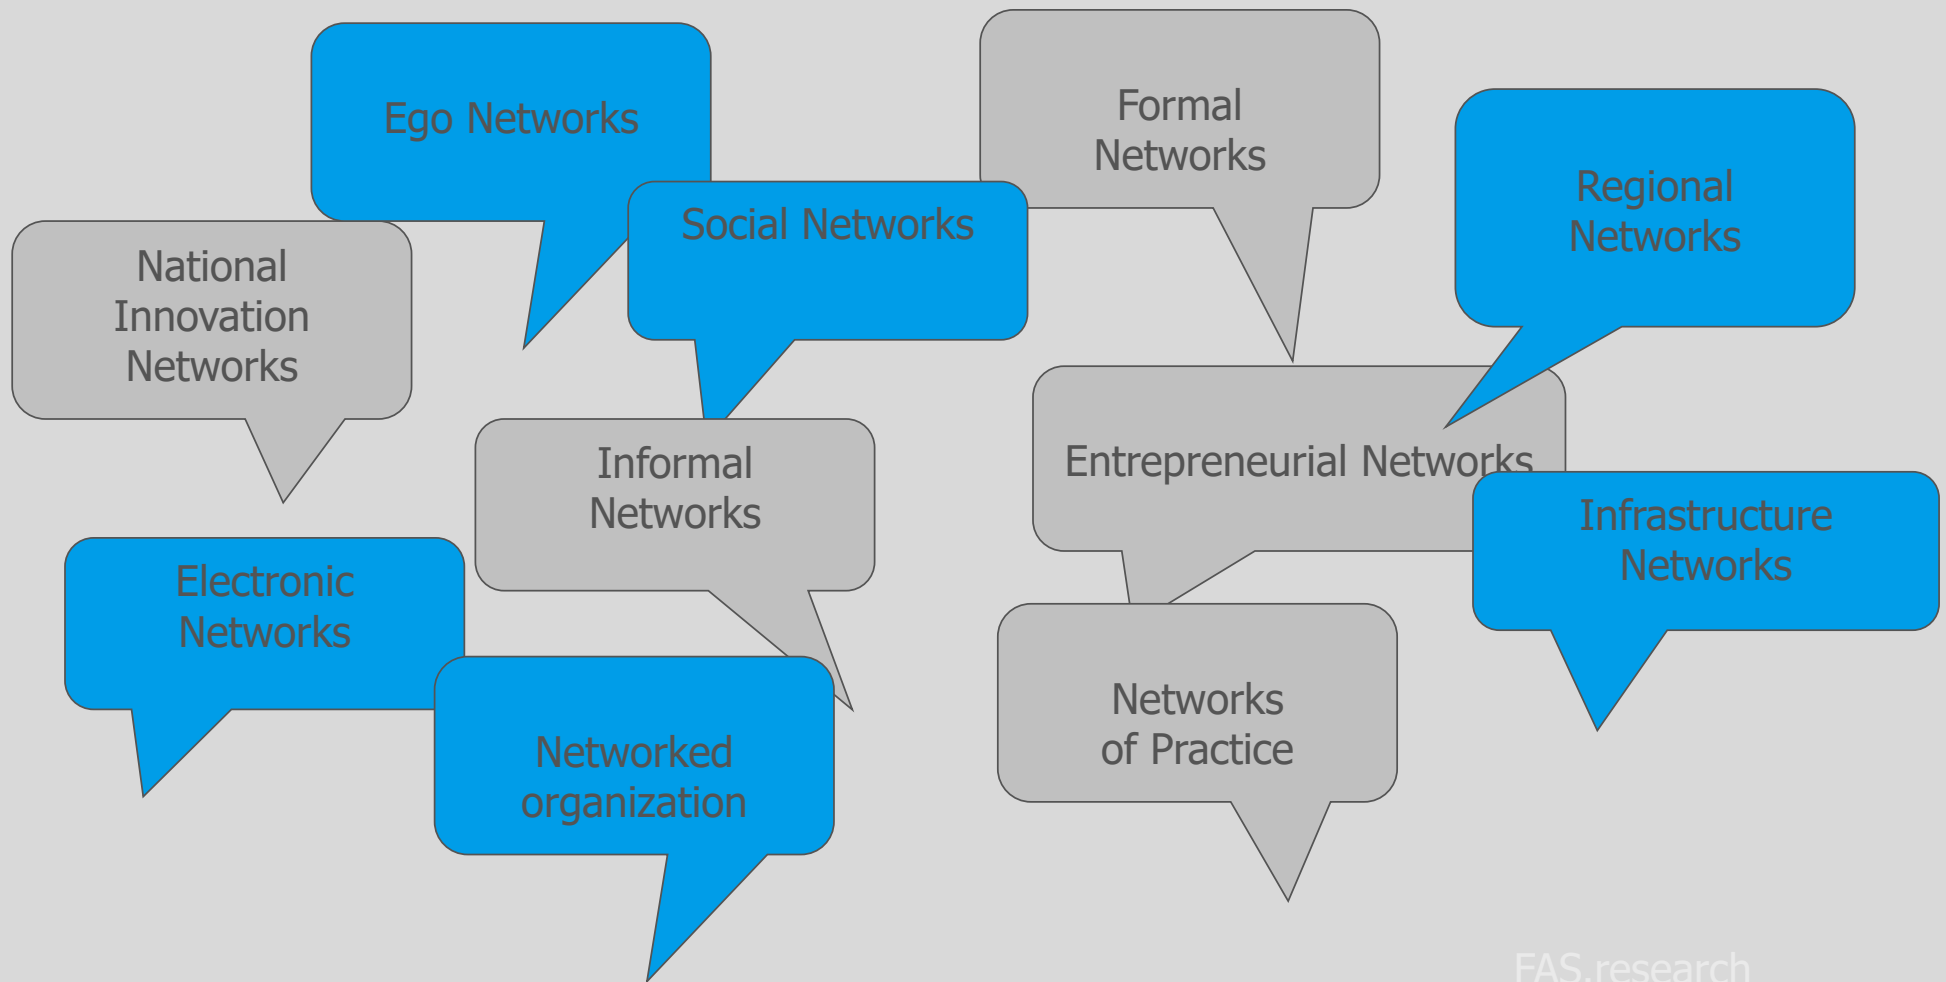 Ego Networks
Formal
Networks
Regional
Networks
Social Networks
National
Innovation
Networks
Informal
Networks
Entrepreneurial Networks
Infrastructure
Networks
Electronic
Networks
Networks
of Practice
Networked
organization
FAS.research